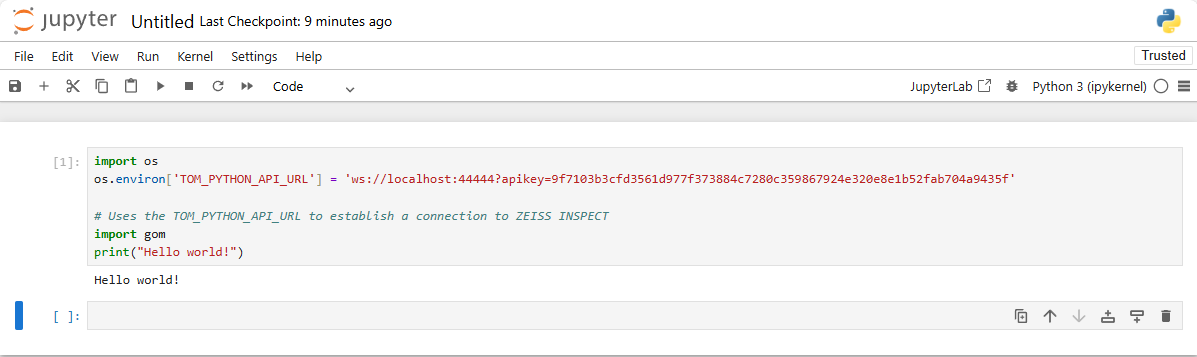 jupyter Untitled Last Checkpoint: 9 minutes ago
File Edit View Run Kernel Settings Help Trusted
Code JupyterLab Python 3 (ipykernel)
[1]: import os
os.environ['TOM_PYTHON_API_URL'] = 'ws://localhost:44444?apikey=9f7103b3cfd3561d977f373884c7280c359867924e320e8e1b52fab704a9435f'
# Uses the TOM_PYTHON_API_URL to establish a connection to ZEISS INSPECT
import gom
print("Hello world!")
Hello world!
[ ]: